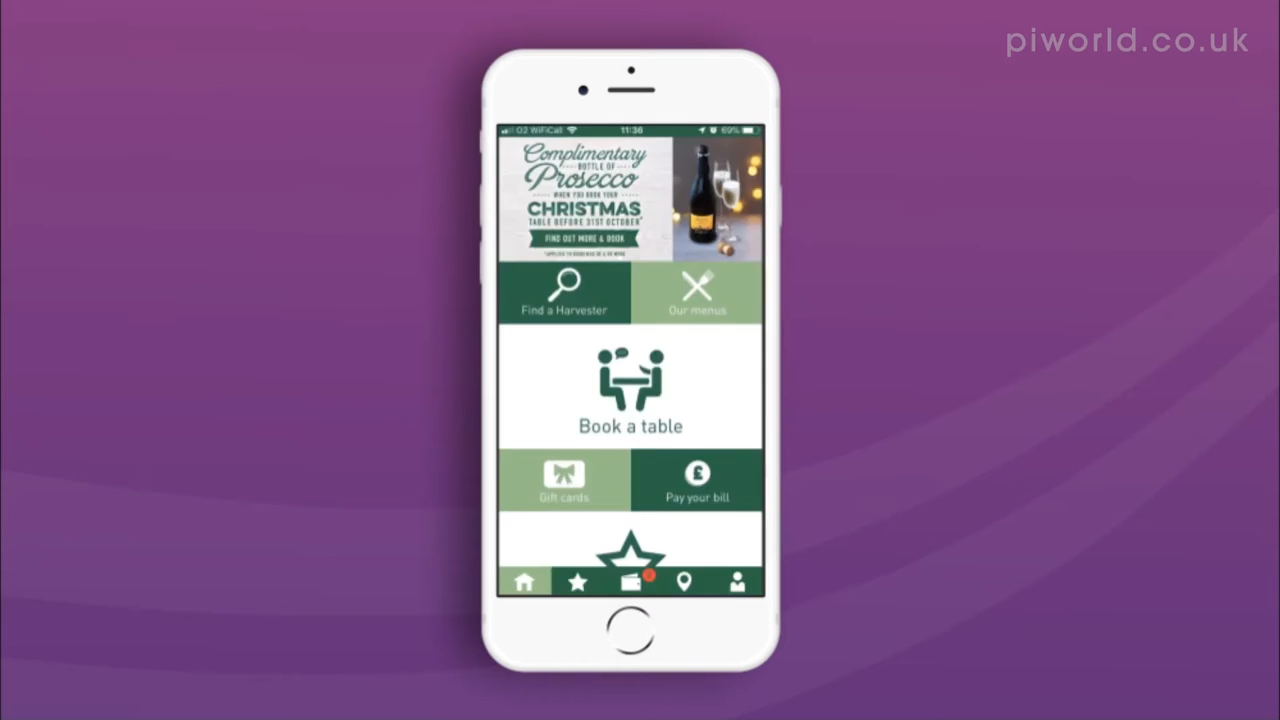 piworld.co.uk
O2 WiFiCall 11:36 69%
Complimentary
BOTTLE OF
Prosecco
WHEN YOU BOOK YOUR
CHRISTMAS
TABLE BEFORE 31ST OCTOBER*
FIND OUT MORE & BOOK
Find a Harvester
Our menus
Book a table
Gift cards
Pay your bill